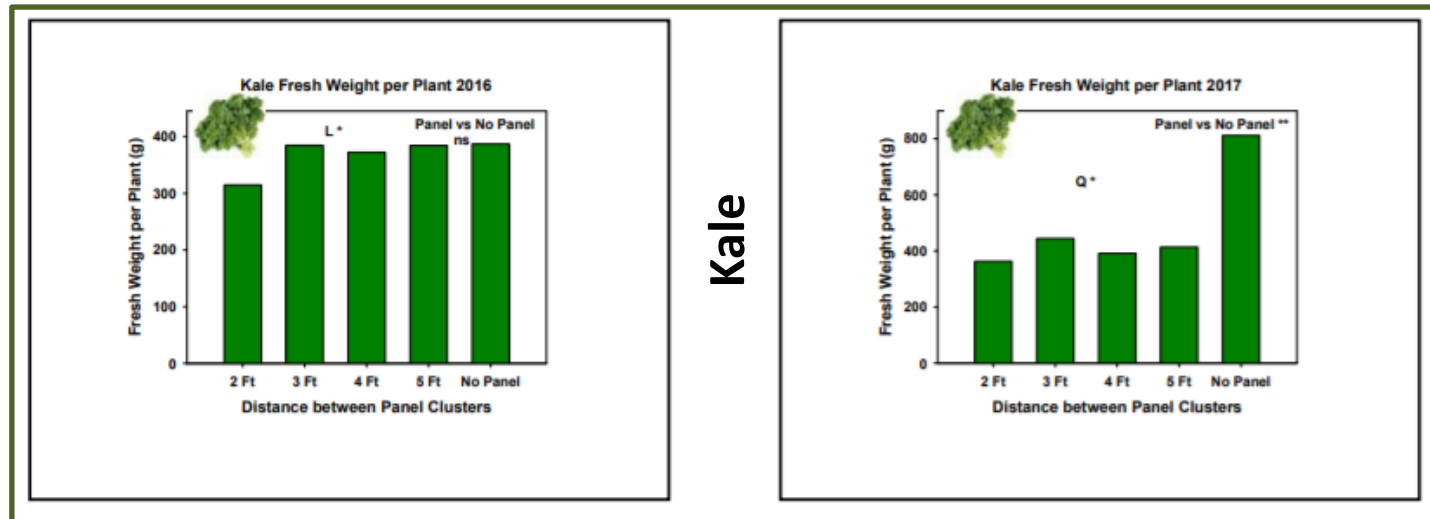 Kale Fresh Weight per Plant 2016
L *
Panel vs No Panel
ns
Fresh Weight per Plant (g)
400
300
200
100
0
2 Ft 3 Ft 4 Ft 5 Ft No Panel
Distance between Panel Clusters
Kale
Kale Fresh Weight per Plant 2017
Panel vs No Panel **
Q *
Fresh Weight per Plant (g)
800
600
400
200
0
2 Ft 3 Ft 4 Ft 5 Ft No Panel
Distance between Panel Clusters